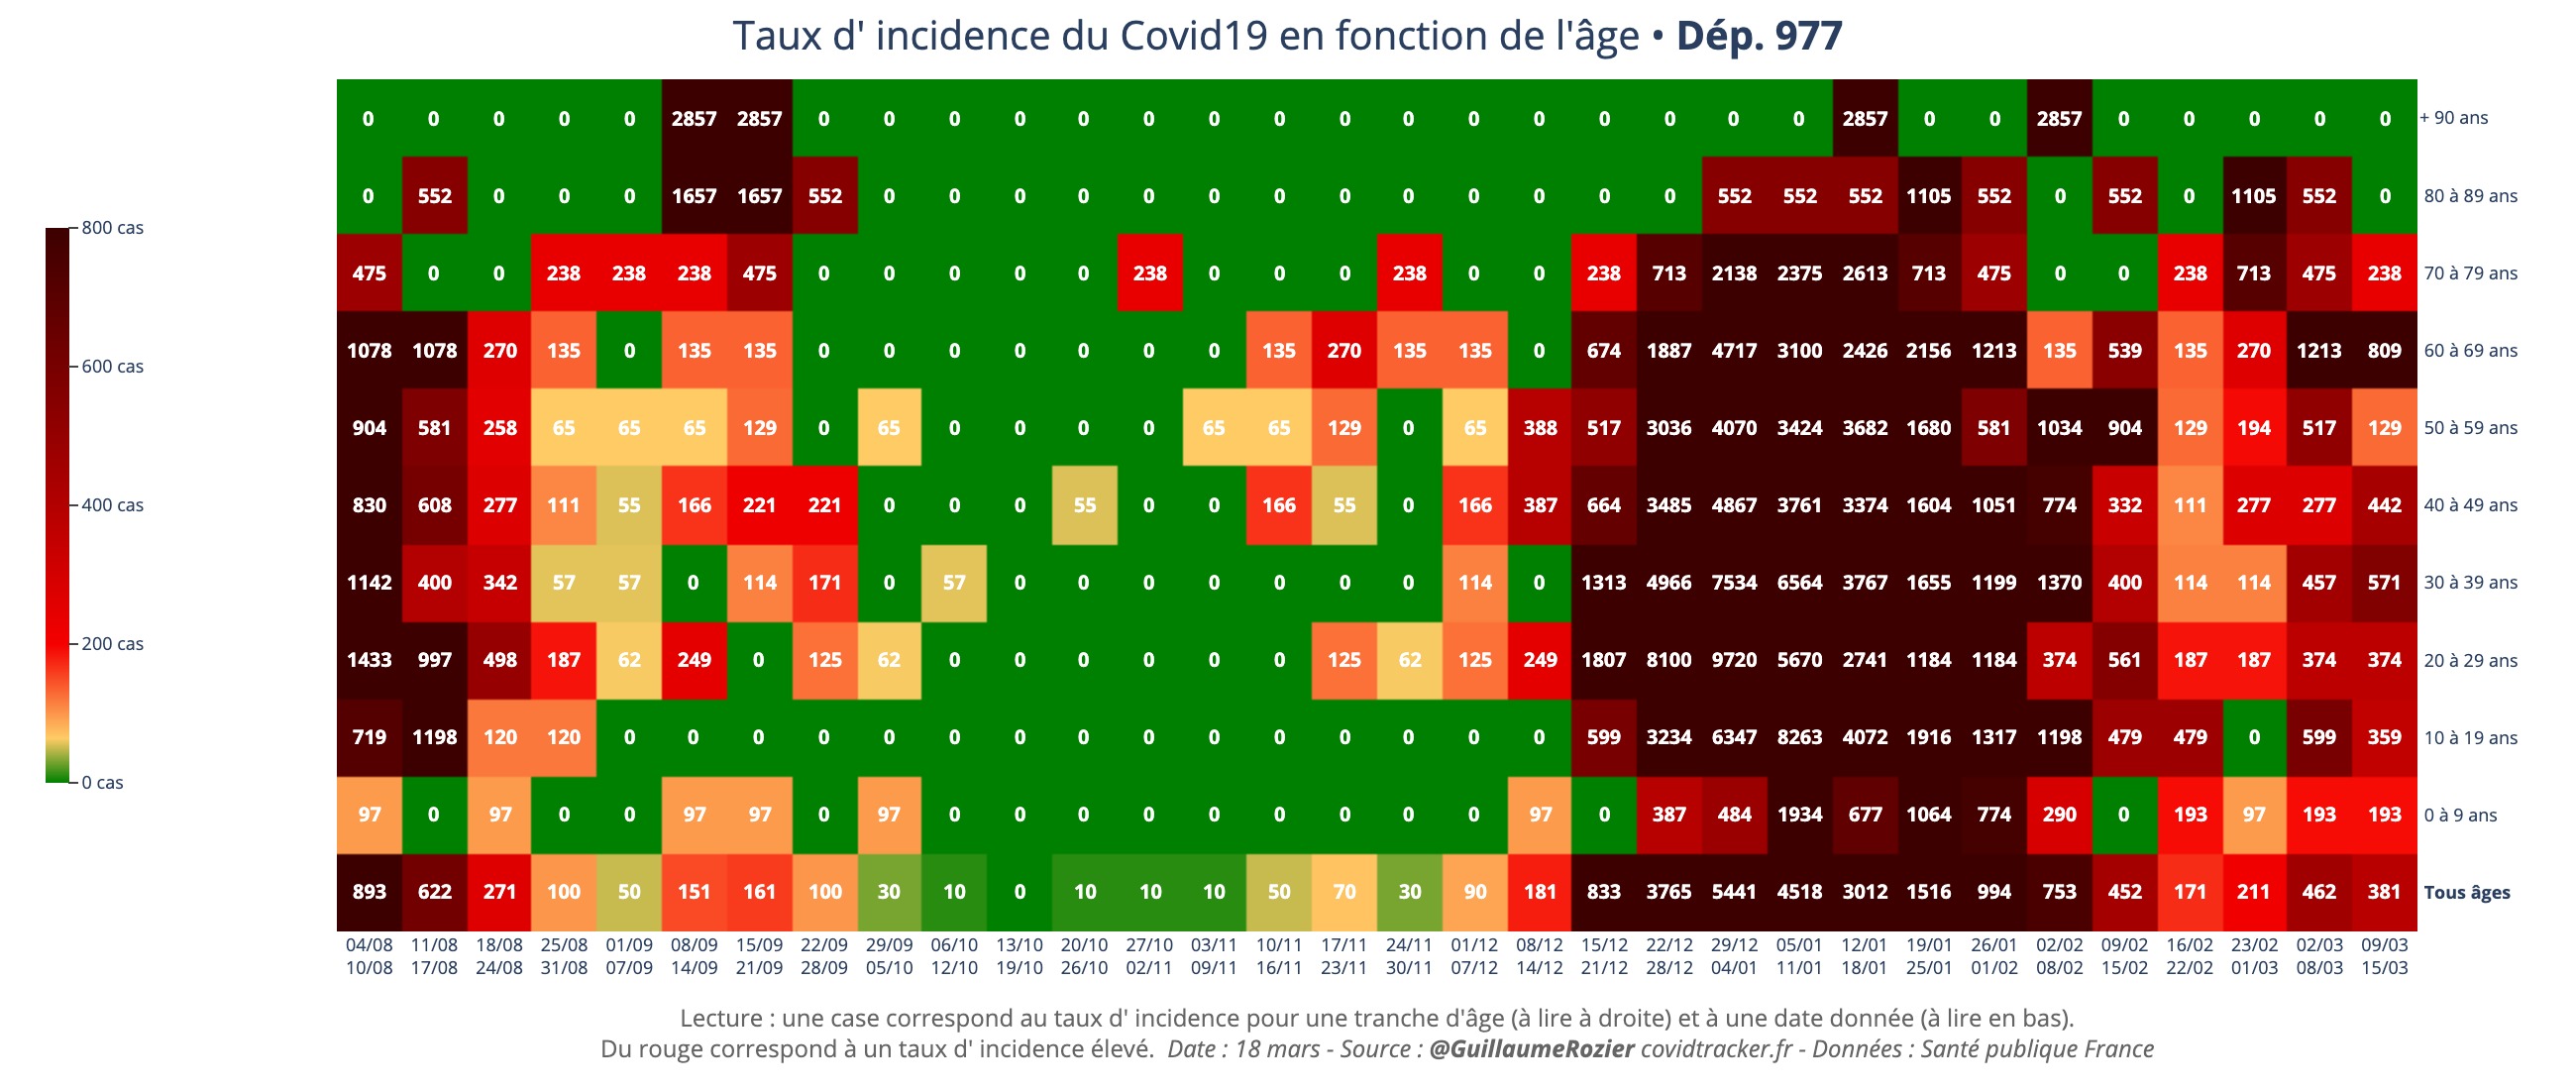 Taux d' incidence du Covid19 en fonction de l'âge • Dép. 977
0 0 0 0 0 2857 2857 0 0 0 0 0 0 0 0 0 0 0 0 0 0 0 0 2857 0 0 2857 0 0 0 0 0 + 90 ans
0 552 0 0 0 1657 1657 552 0 0 0 0 0 0 0 0 0 0 0 0 0 552 552 552 1105 552 0 552 0 1105 552 0 80 à 89 ans
475 0 0 238 238 238 475 0 0 0 0 0 238 0 0 0 238 0 0 238 713 2138 2375 2613 713 475 0 0 238 713 475 238 70 à 79 ans
1078 1078 270 135 0 135 135 0 0 0 0 0 0 0 135 270 135 135 0 674 1887 4717 3100 2426 2156 1213 135 539 135 270 1213 809 60 à 69 ans
904 581 258 65 65 65 129 0 65 0 0 0 0 65 65 129 0 65 388 517 3036 4070 3424 3682 1680 581 1034 904 129 194 517 129 50 à 59 ans
830 608 277 111 55 166 221 221 0 0 0 55 0 0 166 55 0 166 387 664 3485 4867 3761 3374 1604 1051 774 332 111 277 277 442 40 à 49 ans
1142 400 342 57 57 0 114 171 0 57 0 0 0 0 0 0 0 114 0 1313 4966 7534 6564 3767 1655 1199 1370 400 114 114 457 571 30 à 39 ans
1433 997 498 187 62 249 0 125 62 0 0 0 0 0 0 125 62 125 249 1807 8100 9720 5670 2741 1184 1184 374 561 187 187 374 374 20 à 29 ans
719 1198 120 120 0 0 0 0 0 0 0 0 0 0 0 0 0 0 0 599 3234 6347 8263 4072 1916 1317 1198 479 479 0 599 359 10 à 19 ans
97 0 97 0 0 97 97 0 97 0 0 0 0 0 0 0 0 0 97 0 387 484 1934 677 1064 774 290 0 193 97 193 193 0 à 9 ans
893 622 271 100 50 151 161 100 30 10 0 10 10 10 50 70 30 90 181 833 3765 5441 4518 3012 1516 994 753 452 171 211 462 381 Tous âges
04/08 11/08 18/08 25/08 01/09 08/09 15/09 22/09 29/09 06/10 13/10 20/10 27/10 03/11 10/11 17/11 24/11 01/12 08/12 15/12 22/12 29/12 05/01 12/01 19/01 26/01 02/02 09/02 16/02 23/02 02/03 09/03
10/08 17/08 24/08 31/08 07/09 14/09 21/09 28/09 05/10 12/10 19/10 26/10 02/11 09/11 16/11 23/11 30/11 07/12 14/12 21/12 28/12 04/01 11/01 18/01 25/01 01/02 08/02 15/02 22/02 01/03 08/03 15/03
800 cas
600 cas
400 cas
200 cas
0 cas
Lecture : une case correspond au taux d' incidence pour une tranche d'âge (à lire à droite) et à une date donnée (à lire en bas).
Du rouge correspond à un taux d' incidence élevé. Date : 18 mars - Source : @GuillaumeRozier covidtracker.fr - Données : Santé publique France